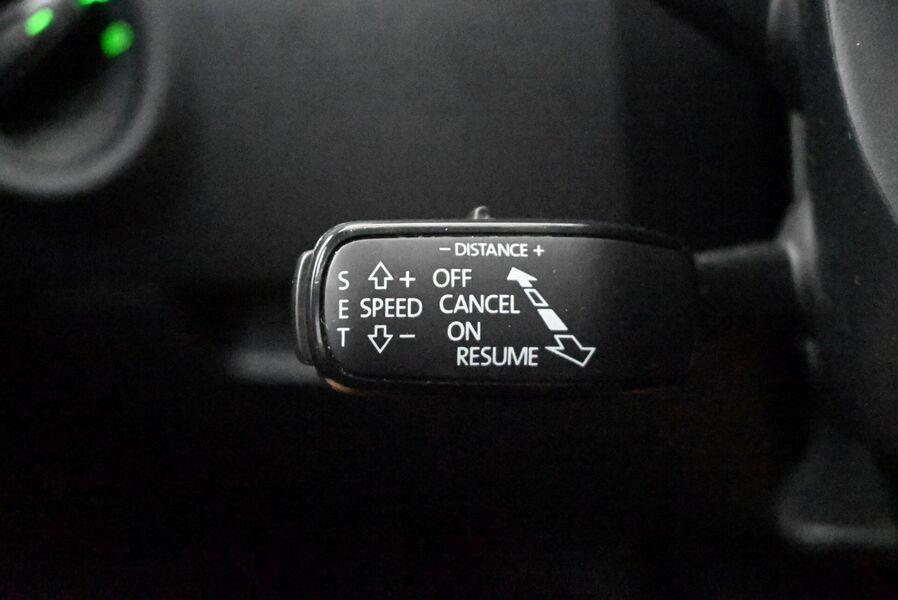 − DISTANCE +
S + OFF
E SPEED CANCEL
T − ON
RESUME